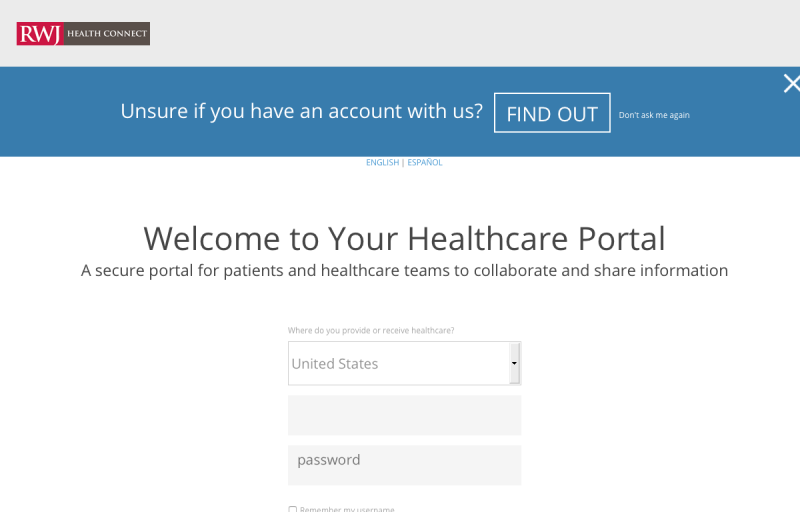 RWJ HEALTH CONNECT
Unsure if you have an account with us? FIND OUT Don't ask me again
ENGLISH | ESPAÑOL
Welcome to Your Healthcare Portal
A secure portal for patients and healthcare teams to collaborate and share information
Where do you provide or receive healthcare?
United States
password
Remember my username